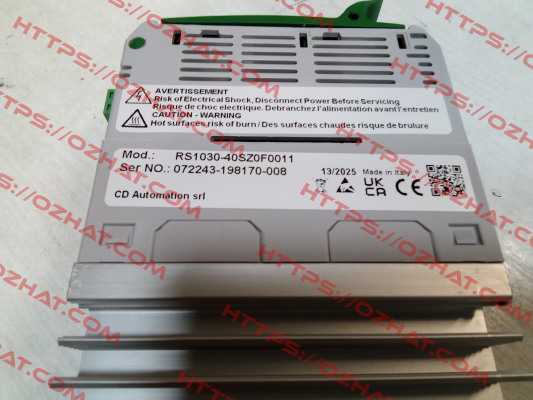 AVERTISSEMENT
Risk of Electrical Shock, Disconnect Power Before Servicing
Risque de choc electrique. Debranchez l'alimentation avant l'entretien
CAUTION - WARNING
Hot surfaces risk of burn / Des surfaces chaudes risque de brulure
Mod.: RS1030-40SZ0F0011
Ser NO.: 072243-198170-008
13/2025 Made in Italy
UK
CA
CE
CD Automation srl
HTTPS://OZHAT.COM